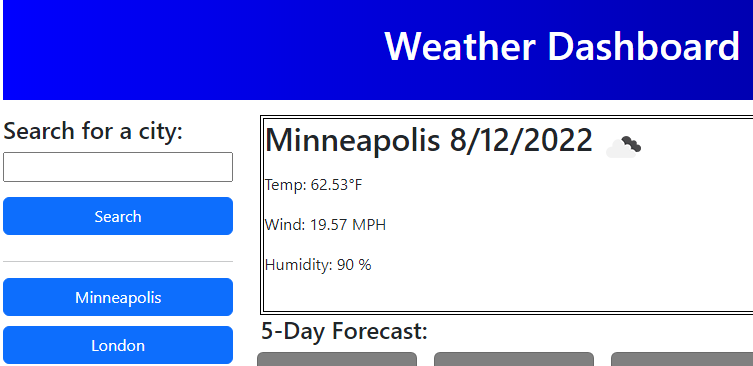 Weather Dashboard
Search for a city:
Search
Minneapolis
London
Minneapolis 8/12/2022
Temp: 62.53°F
Wind: 19.57 MPH
Humidity: 90 %
5-Day Forecast: